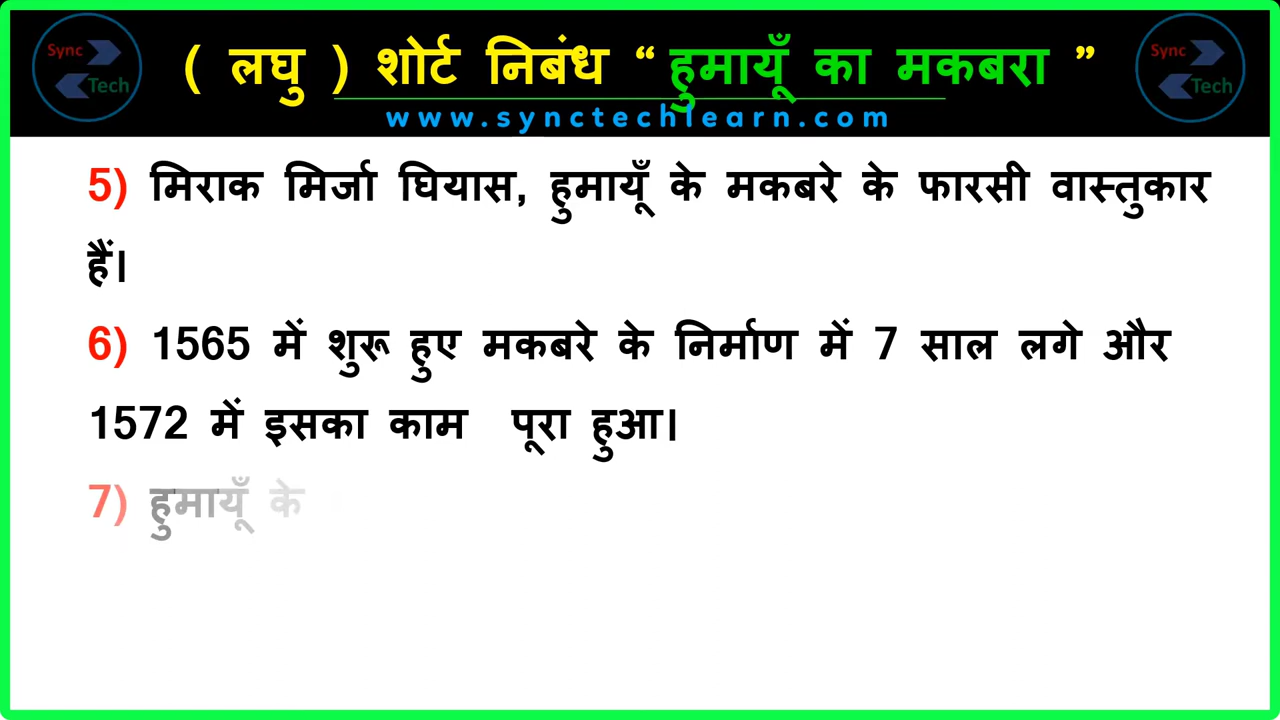 Sync
Tech
( लघु ) शोर्ट निबंध “ हुमायूँ का मकबरा ”
Sync
Tech
www.synctechlearn.com
5) मिराक मिर्जा घियास, हुमायूँ के मकबरे के फारसी वास्तुकार
हैं।
6) 1565 में शुरू हुए मकबरे के निर्माण में 7 साल लगे और
1572 में इसका काम पूरा हुआ।
7) हुमायूँ के